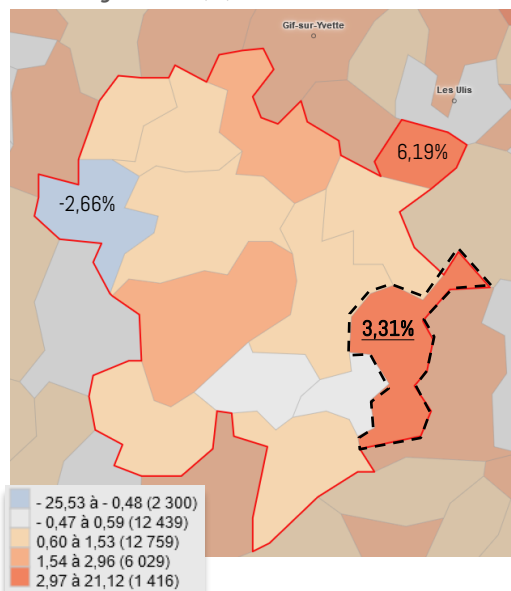 Gif-sur-Yvette
Les Ulis
6,19%
-2,66%
3,31%
- 25,53 à - 0,48 (2 300)
- 0,47 à 0,59 (12 439)
0,60 à 1,53 (12 759)
1,54 à 2,96 (6 029)
2,97 à 21,12 (1 416)